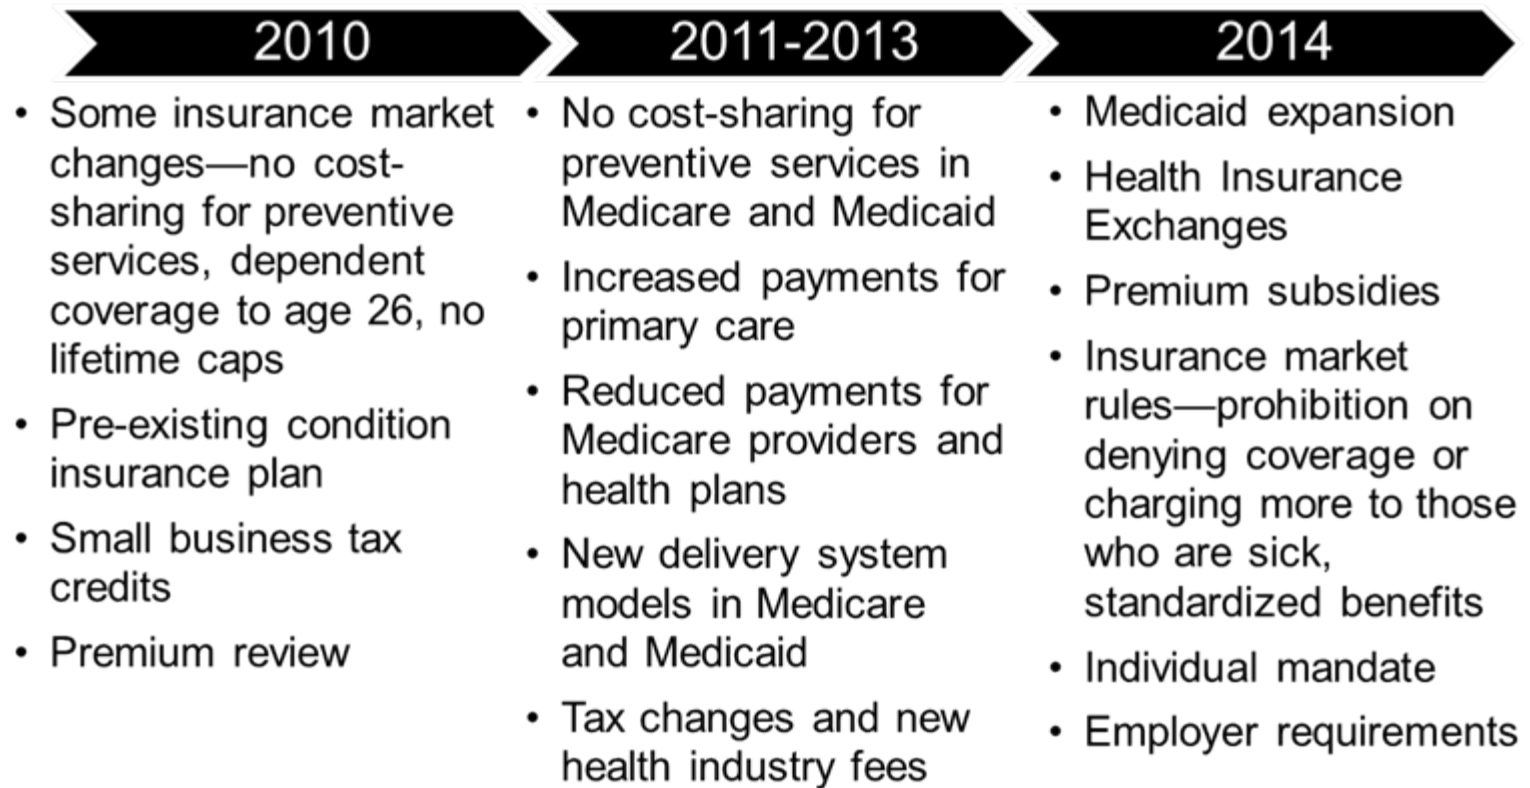 2010
• Some insurance market
changes—no cost-
sharing for preventive
services, dependent
coverage to age 26, no
lifetime caps
• Pre-existing condition
insurance plan
• Small business tax
credits
• Premium review
2011-2013
• No cost-sharing for
preventive services in
Medicare and Medicaid
• Increased payments for
primary care
• Reduced payments for
Medicare providers and
health plans
• New delivery system
models in Medicare
and Medicaid
• Tax changes and new
health industry fees
2014
• Medicaid expansion
• Health Insurance
Exchanges
• Premium subsidies
• Insurance market
rules—prohibition on
denying coverage or
charging more to those
who are sick,
standardized benefits
• Individual mandate
• Employer requirements